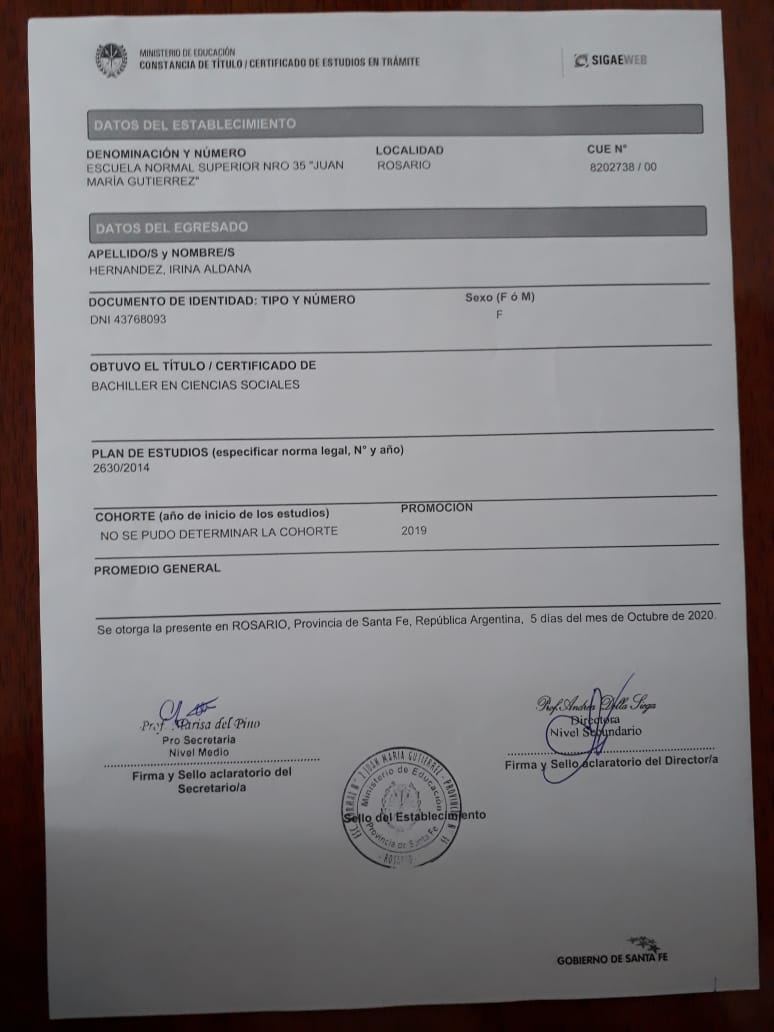 MINISTERIO DE EDUCACIÓN
CONSTANCIA DE TÍTULO / CERTIFICADO DE ESTUDIOS EN TRÁMITE
SIGAEWEB
DATOS DEL ESTABLECIMIENTO
DENOMINACIÓN Y NÚMERO
ESCUELA NORMAL SUPERIOR NRO 35 "JUAN
MARÍA GUTIERREZ"
LOCALIDAD
ROSARIO
CUE N°
8202738 / 00
DATOS DEL EGRESADO
APELLIDO/S y NOMBRE/S
HERNANDEZ, IRINA ALDANA
DOCUMENTO DE IDENTIDAD: TIPO Y NÚMERO
DNI 43768093
Sexo (F ó M)
F
OBTUVO EL TÍTULO / CERTIFICADO DE
BACHILLER EN CIENCIAS SOCIALES
PLAN DE ESTUDIOS (especificar norma legal, N° y año)
2630/2014
COHORTE (año de inicio de los estudios)
NO SE PUDO DETERMINAR LA COHORTE
PROMOCIÓN
2019
PROMEDIO GENERAL
Se otorga la presente en ROSARIO, Provincia de Santa Fe, República Argentina, 5 días del mes de Octubre de 2020.
Prof. Marisa del Pino
Pro Secretaria
Nivel Medio
Firma y Sello aclaratorio del
Secretario/a
Prof. Andrea Della Siega
Directora
Nivel Secundario
Firma y Sello aclaratorio del Director/a
JUAN MARIA GUTIERREZ
Ministerio de Educación
Provincia de Santa Fe
ROSARIO
Sello del Establecimiento
GOBIERNO DE SANTA FE